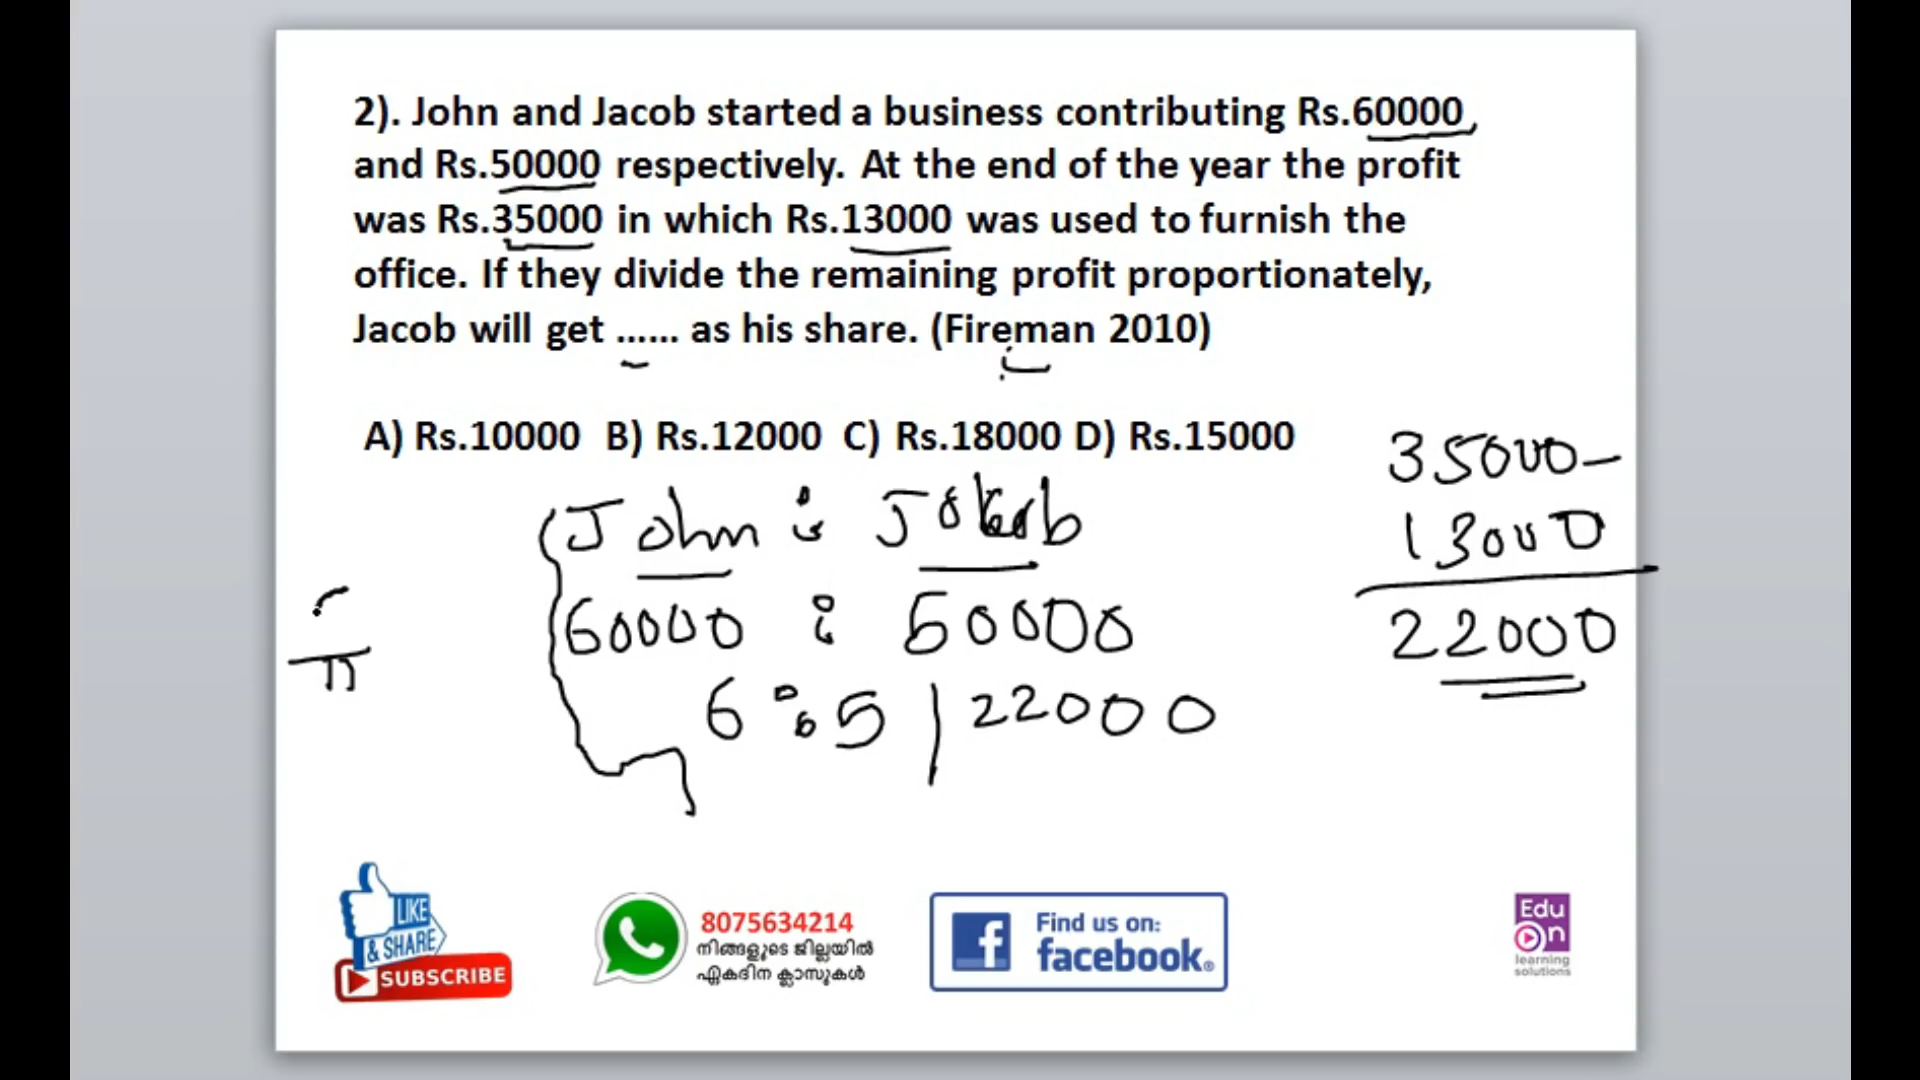 2). John and Jacob started a business contributing Rs.60000
and Rs.50000 respectively. At the end of the year the profit
was Rs.35000 in which Rs.13000 was used to furnish the
office. If they divide the remaining profit proportionately,
Jacob will get ...... as his share. (Fireman 2010)
A) Rs.10000 B) Rs.12000 C) Rs.18000 D) Rs.15000
35000 -
13000
22000
John :
60000 : 50000
6 : 5 | 22000
LIKE
& SHARE
SUBSCRIBE
8075634214
നിങ്ങളുടെ ജില്ലയിൽ
ഏകദിന ക്ലാസുകൾ
Find us on:
facebook.
Edu
On
learning
solutions